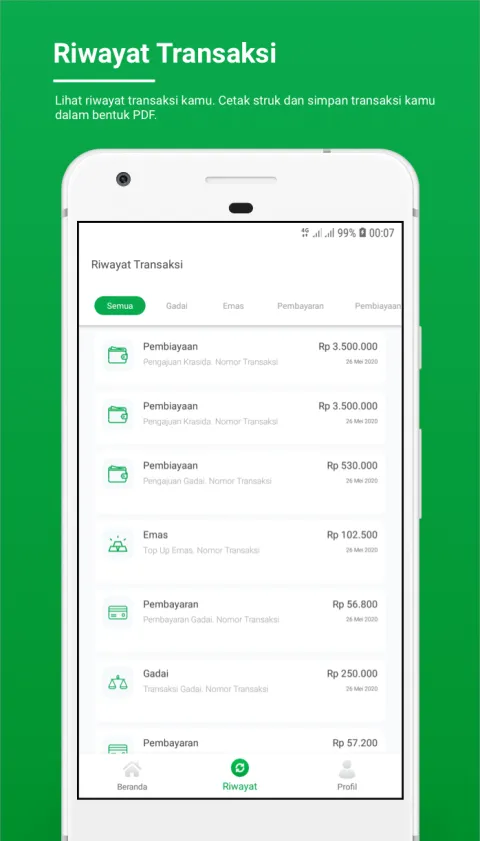 Riwayat Transaksi
Lihat riwayat transaksi kamu. Cetak struk dan simpan transaksi kamu
dalam bentuk PDF.
4G 99% 00:07
Riwayat Transaksi
Semua Gadai Emas Pembayaran Pembiayaan
Pembiayaan Rp 3.500.000
Pengajuan Krasida. Nomor Transaksi 26 Mei 2020
Pembiayaan Rp 3.500.000
Pengajuan Krasida. Nomor Transaksi 26 Mei 2020
Pembiayaan Rp 530.000
Pengajuan Gadai. Nomor Transaksi 26 Mei 2020
Emas Rp 102.500
Top Up Emas. Nomor Transaksi 26 Mei 2020
Pembayaran Rp 56.800
Pembayaran Gadai. Nomor Transaksi 26 Mei 2020
Gadai Rp 250.000
Transaksi Gadai. Nomor Transaksi 26 Mei 2020
Pembayaran Rp 57.200
Beranda Riwayat Profil